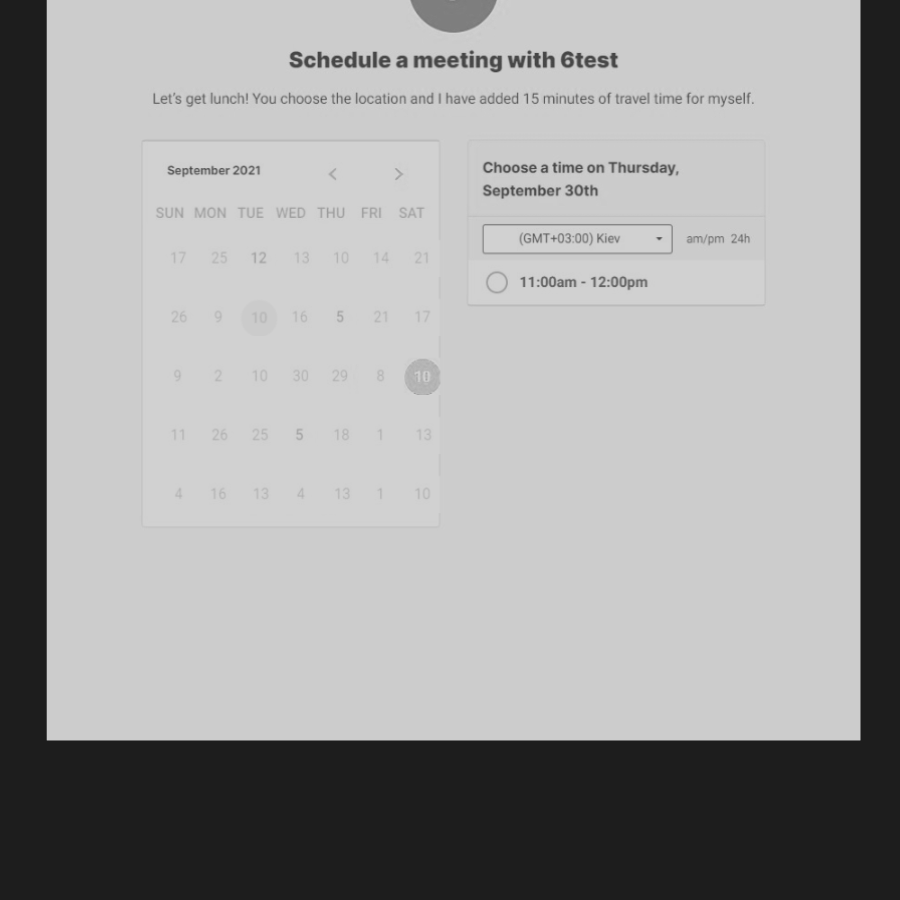 Schedule a meeting with 6test
Let's get lunch! You choose the location and I have added 15 minutes of travel time for myself.
September 2021
SUN MON TUE WED THU FRI SAT
17 25 12 13 10 14 21
26 9 10 16 5 21 17
9 2 10 30 29 8 10
11 26 25 5 18 1 13
4 16 13 4 13 1 10
Choose a time on Thursday,
September 30th
(GMT+03:00) Kiev am/pm 24h
11:00am - 12:00pm